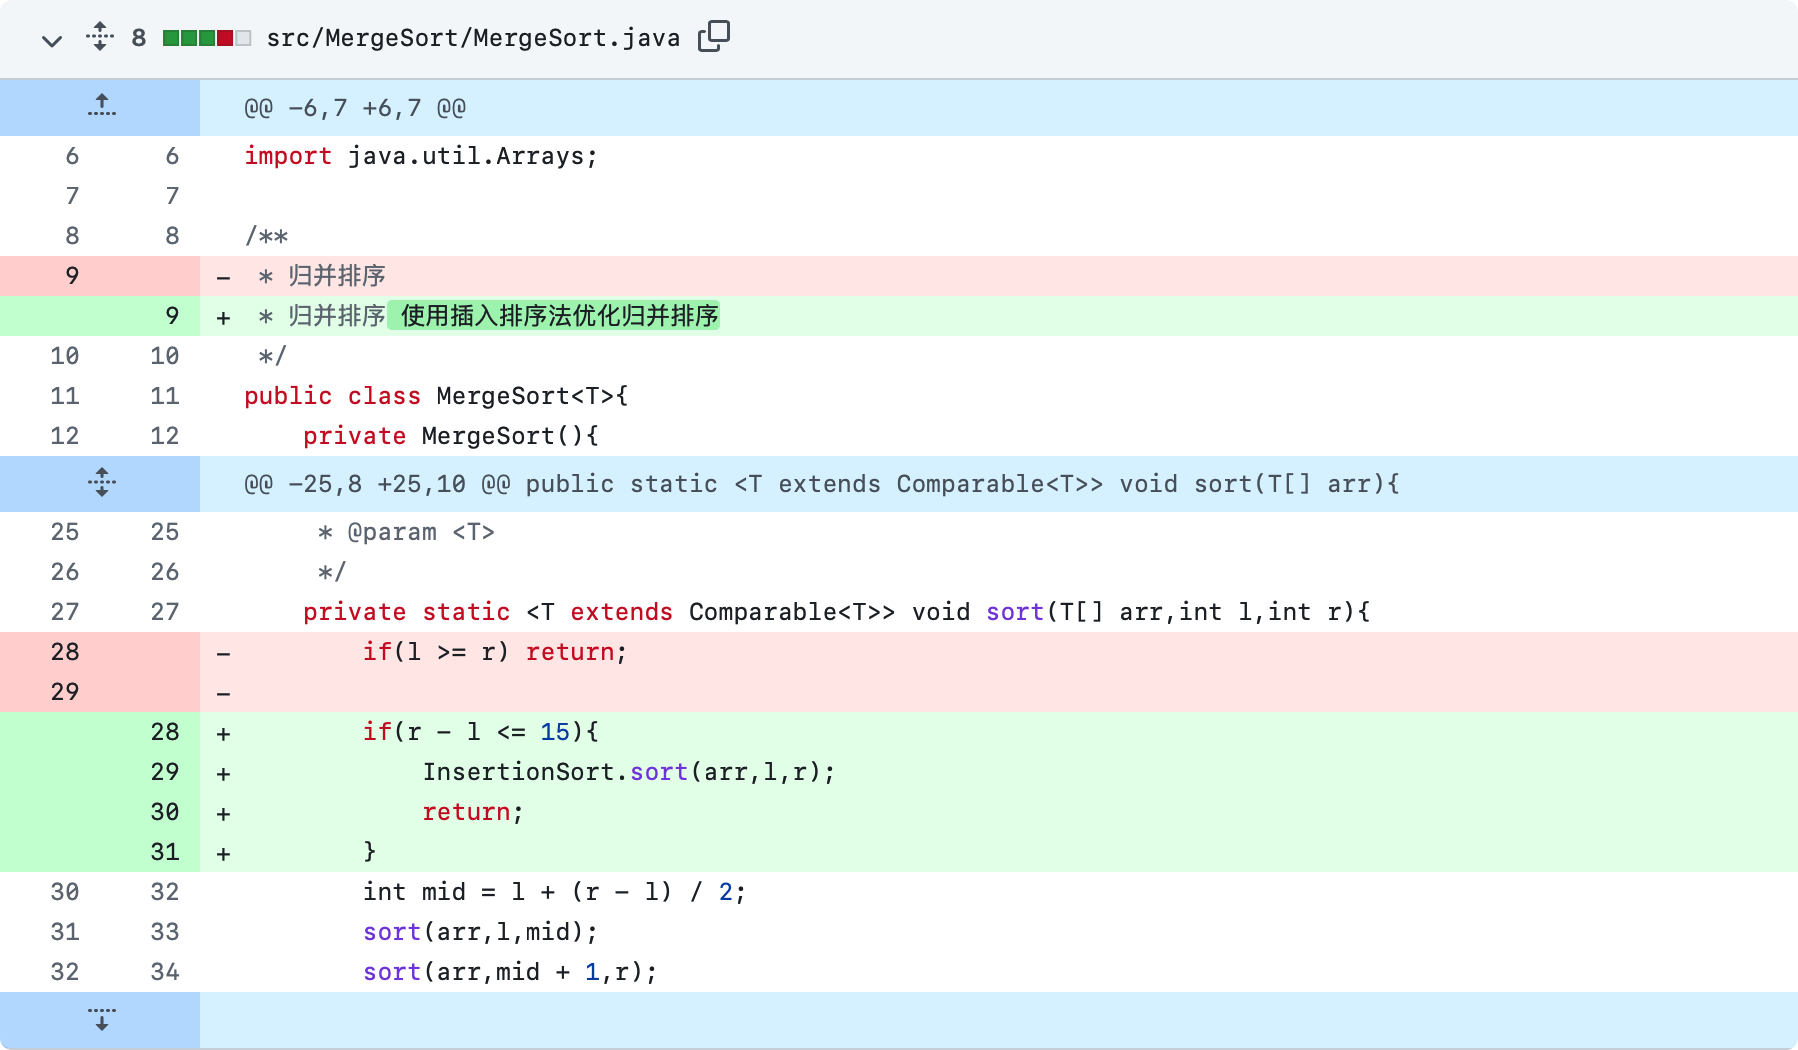 8 src/MergeSort/MergeSort.java
@@ -6,7 +6,7 @@
6 6 import java.util.Arrays;
7 7
8 8 /**
9 - * 归并排序
9 + * 归并排序 使用插入排序法优化归并排序
10 10 */
11 11 public class MergeSort<T>{
12 12 private MergeSort(){
@@ -25,8 +25,10 @@ public static <T extends Comparable<T>> void sort(T[] arr){
25 25 * @param <T>
26 26 */
27 27 private static <T extends Comparable<T>> void sort(T[] arr,int l,int r){
28 - if(l >= r) return;
29 -
28 + if(r - l <= 15){
29 + InsertionSort.sort(arr,l,r);
30 + return;
31 + }
30 32 int mid = l + (r - l) / 2;
31 33 sort(arr,l,mid);
32 34 sort(arr,mid + 1,r);